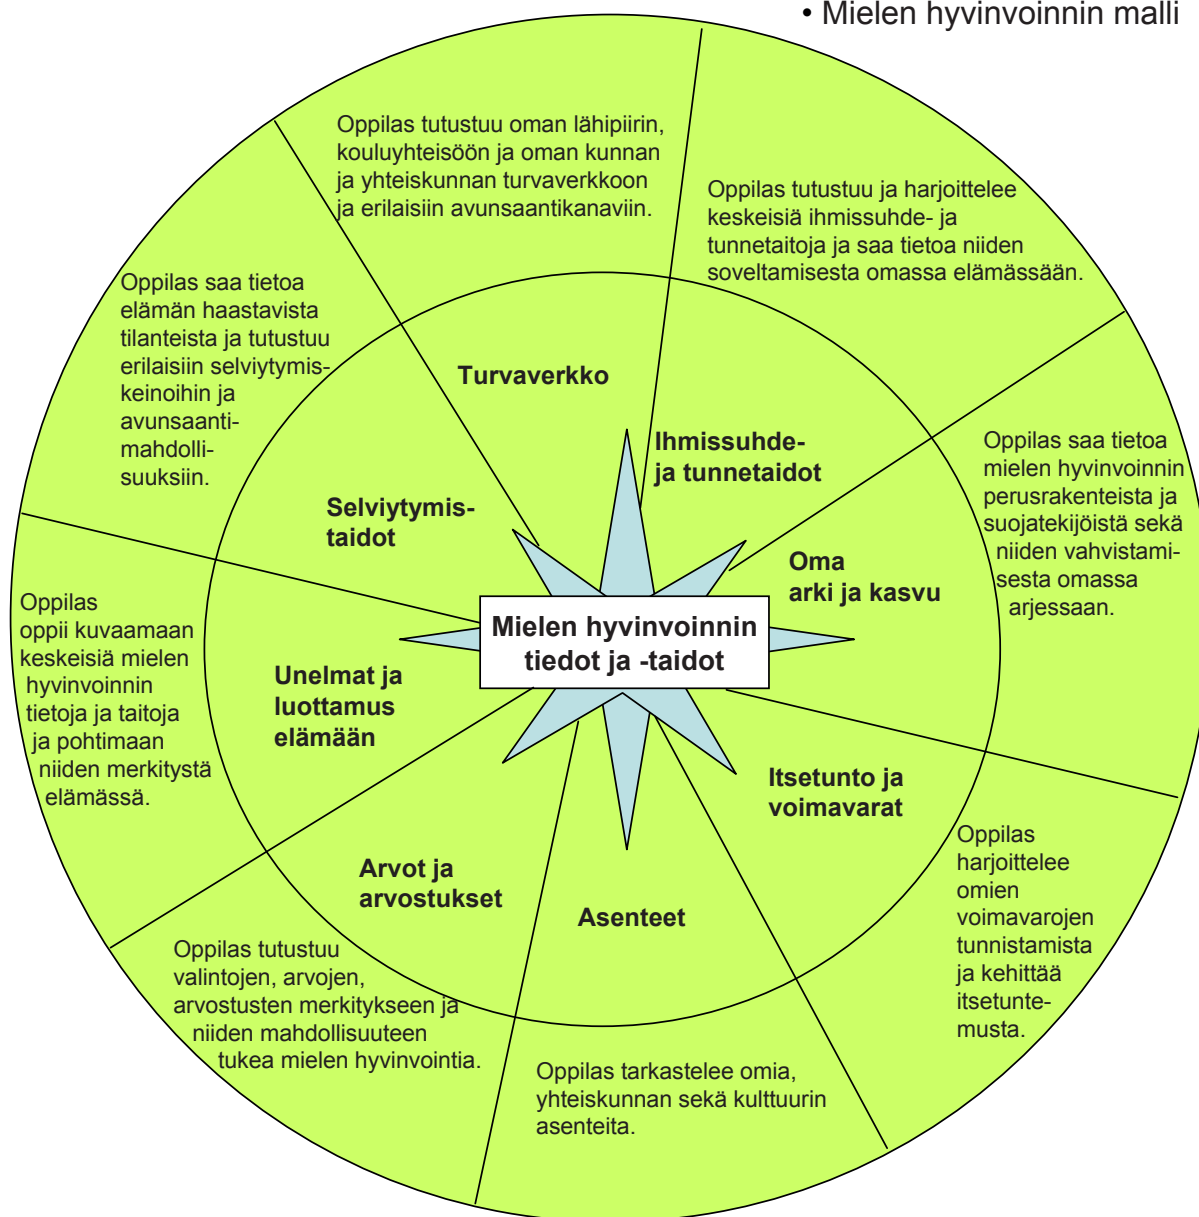 • Mielen hyvinvoinnin malli
Oppilas tutustuu oman lähipiirin,
kouluyhteisöön ja oman kunnan
ja yhteiskunnan turvaverkkoon
ja erilaisiin avunsaantikanaviin.
Oppilas tutustuu ja harjoittelee
keskeisiä ihmissuhde- ja
tunnetaitoja ja saa tietoa niiden
soveltamisesta omassa elämässään.
Oppilas saa tietoa
elämän haastavista
tilanteista ja tutustuu
erilaisiin selviytymis-
keinoihin ja
avunsaanti-
mahdolli-
suuksiin.
Turvaverkko
Ihmissuhde-
ja tunnetaidot
Oppilas saa tietoa
mielen hyvinvoinnin
perusrakenteista ja
suojatekijöistä sekä
niiden vahvistami-
sesta omassa
arjessaan.
Selviytymis-
taidot
Oma
arki ja kasvu
Mielen hyvinvoinnin
tiedot ja -taidot
Oppilas
oppii kuvaamaan
keskeisiä mielen
hyvinvoinnin
tietoja ja taitoja
ja pohtimaan
niiden merkitystä
elämässä.
Unelmat ja
luottamus
elämään
Itsetunto ja
voimavarat
Oppilas
harjoittelee
omien
voimavarojen
tunnistamista
ja kehittää
itsetunte-
musta.
Arvot ja
arvostukset
Asenteet
Oppilas tutustuu
valintojen, arvojen,
arvostusten merkitykseen ja
niiden mahdollisuuteen
tukea mielen hyvinvointia.
Oppilas tarkastelee omia,
yhteiskunnan sekä kulttuurin
asenteita.